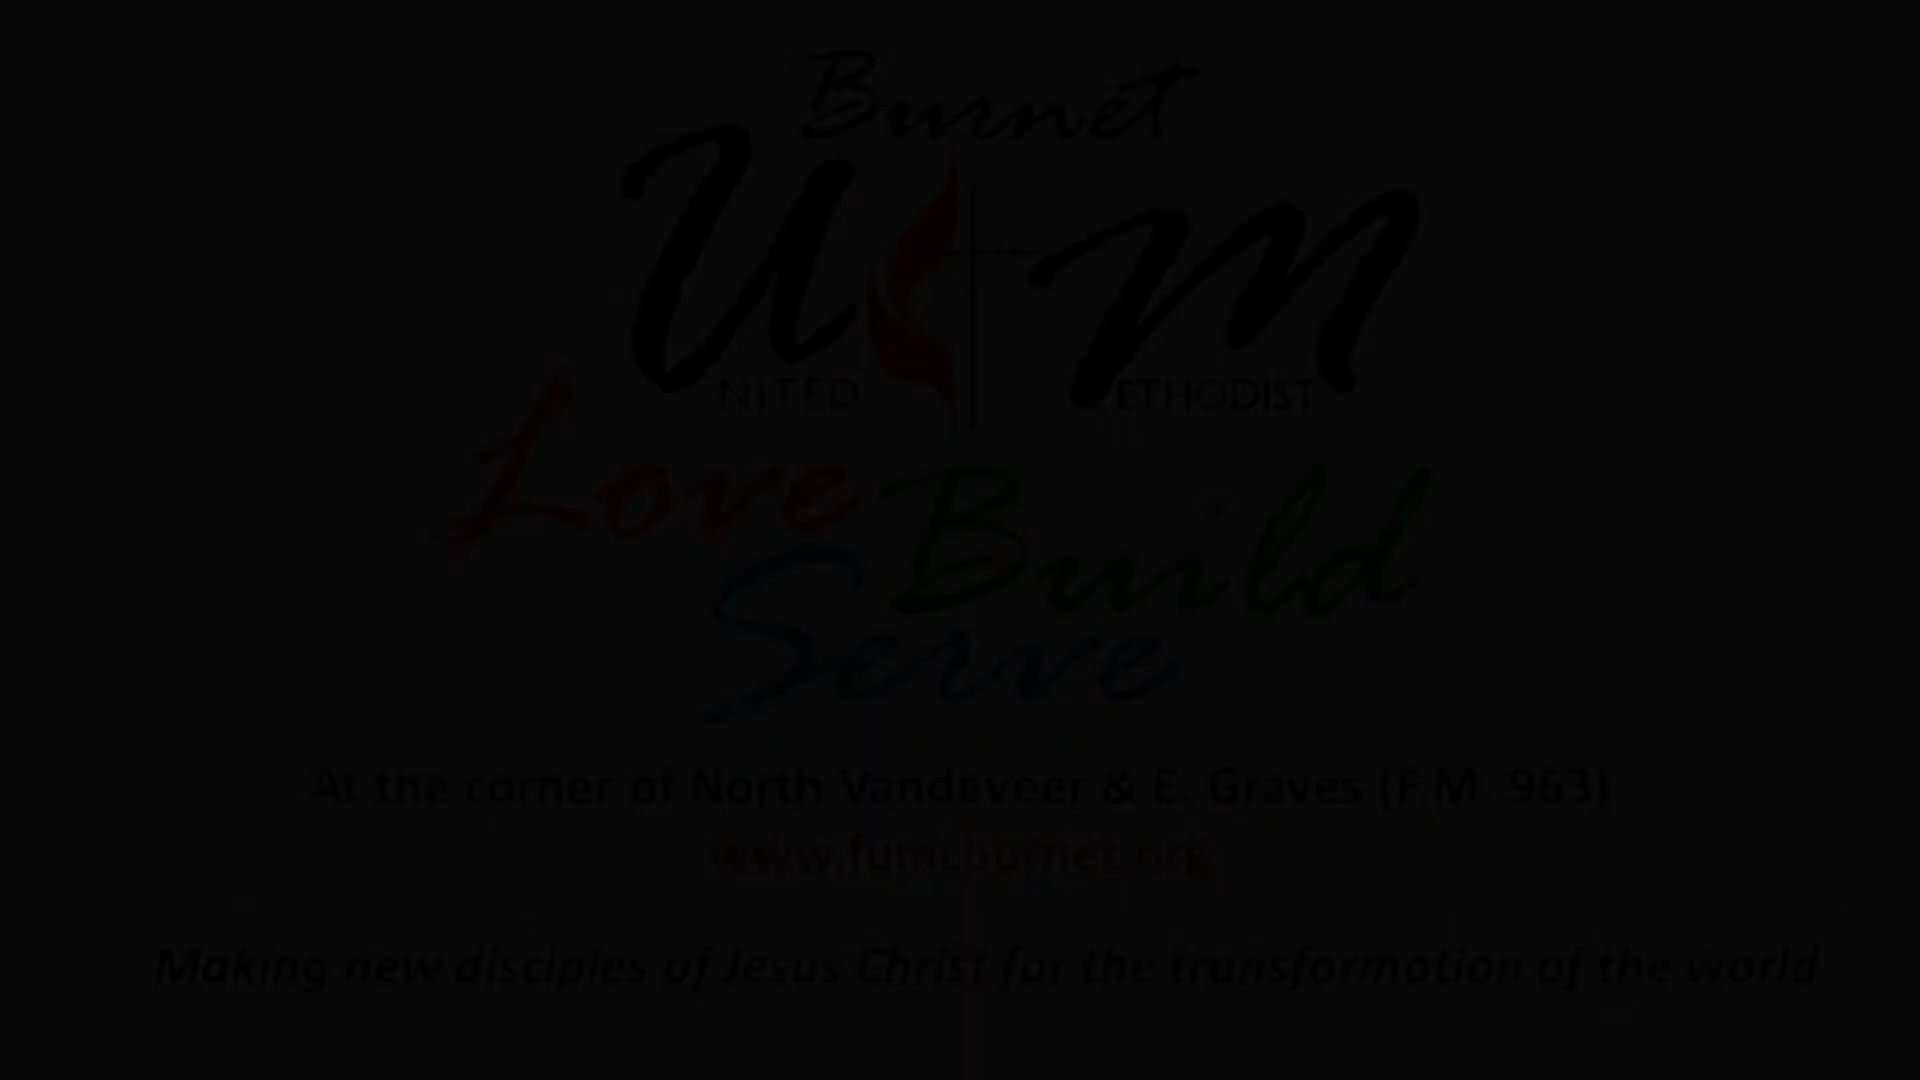 Burnet
UNITED METHODIST
Love Build
Serve
At the corner of North Vandeveer & E. Graves (F.M. 963)
www.fumcburnet.org
Making new disciples of Jesus Christ for the transformation of the world